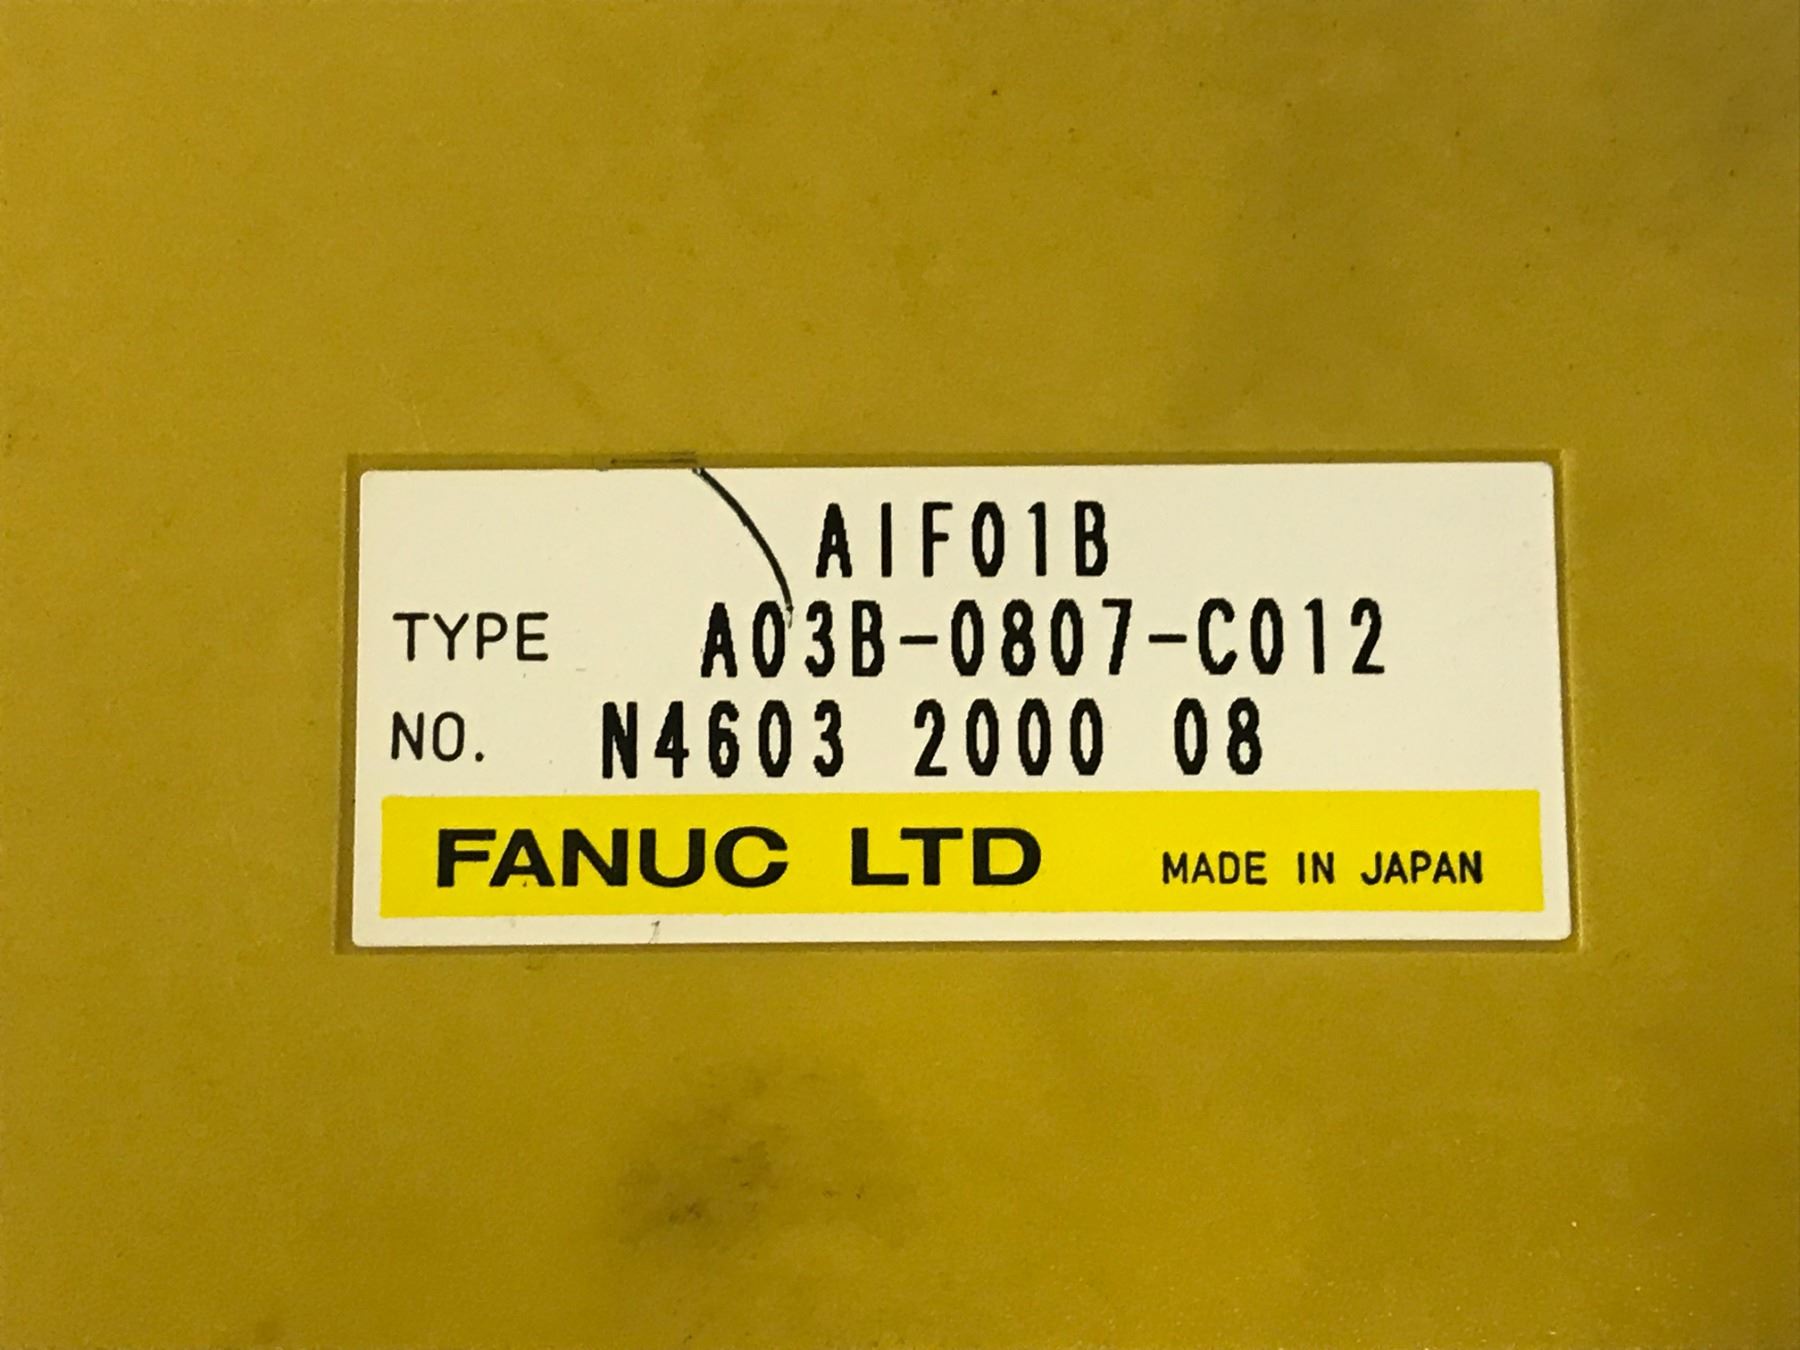 AIF01B
TYPE A03B-0807-C012
NO. N4603 2000 08
FANUC LTD MADE IN JAPAN